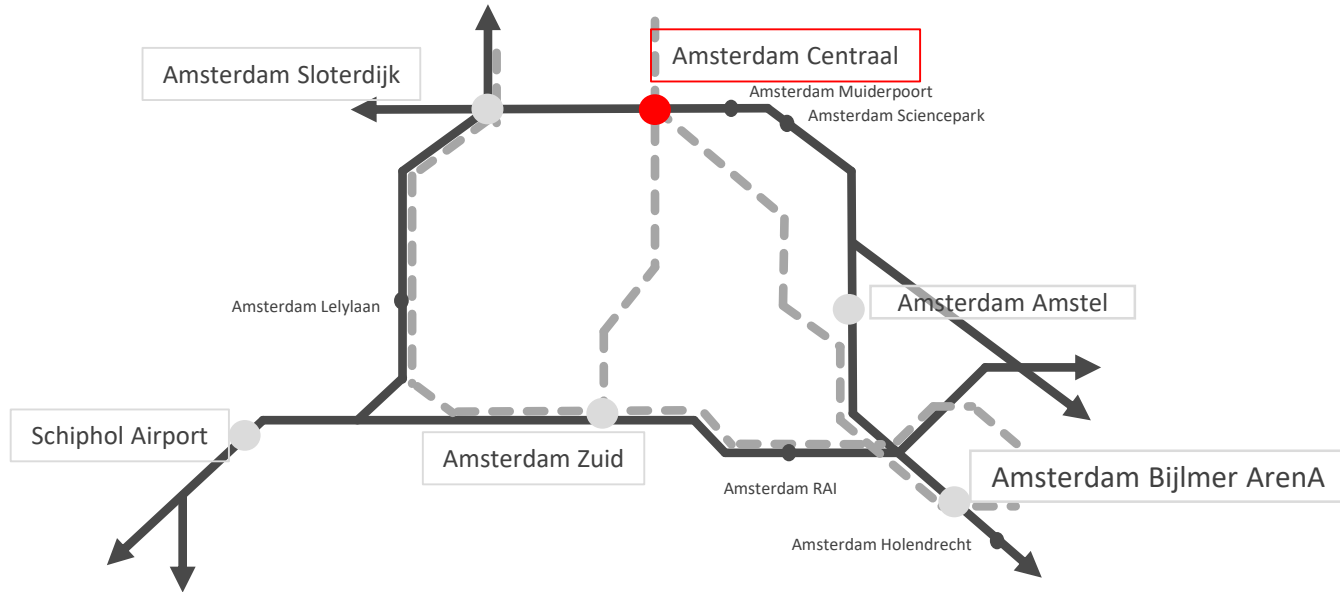 Amsterdam Centraal
Amsterdam Sloterdijk
Amsterdam Muiderpoort
Amsterdam Sciencepark
Amsterdam Lelylaan
Amsterdam Amstel
Schiphol Airport
Amsterdam Zuid
Amsterdam Bijlmer ArenA
Amsterdam RAI
Amsterdam Holendrecht